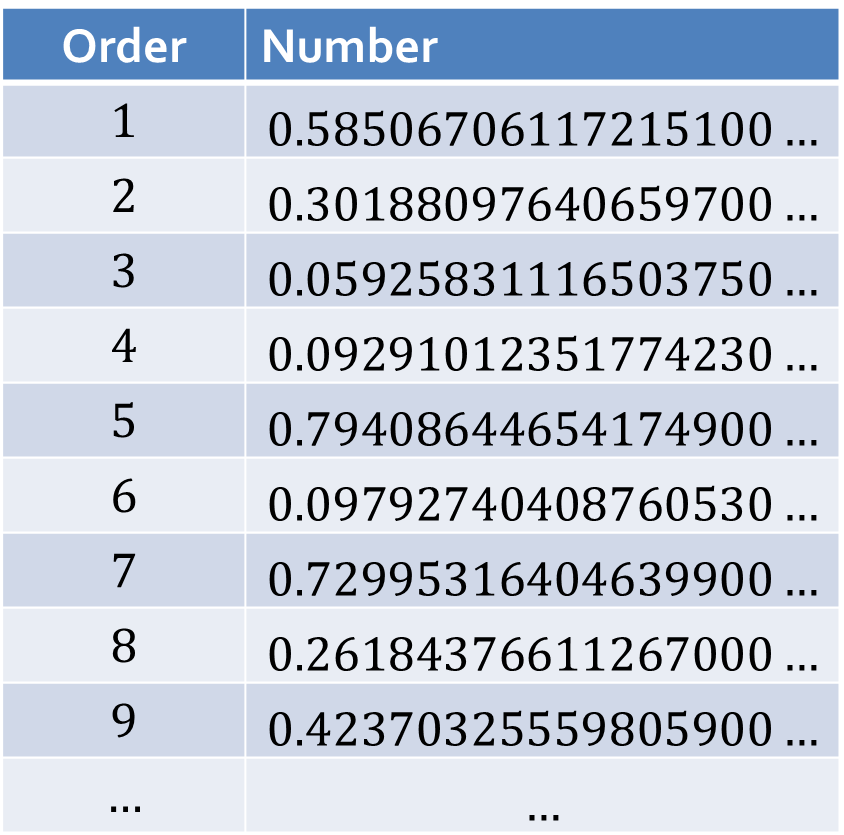 Order Number
1 0.58506706117215100 ...
2 0.30188097640659700 ...
3 0.05925831116503750 ...
4 0.09291012351774230 ...
5 0.79408644654174900 ...
6 0.09792740408760530 ...
7 0.72995316404639900 ...
8 0.26184376611267000 ...
9 0.42370325559805900 ...
... ...